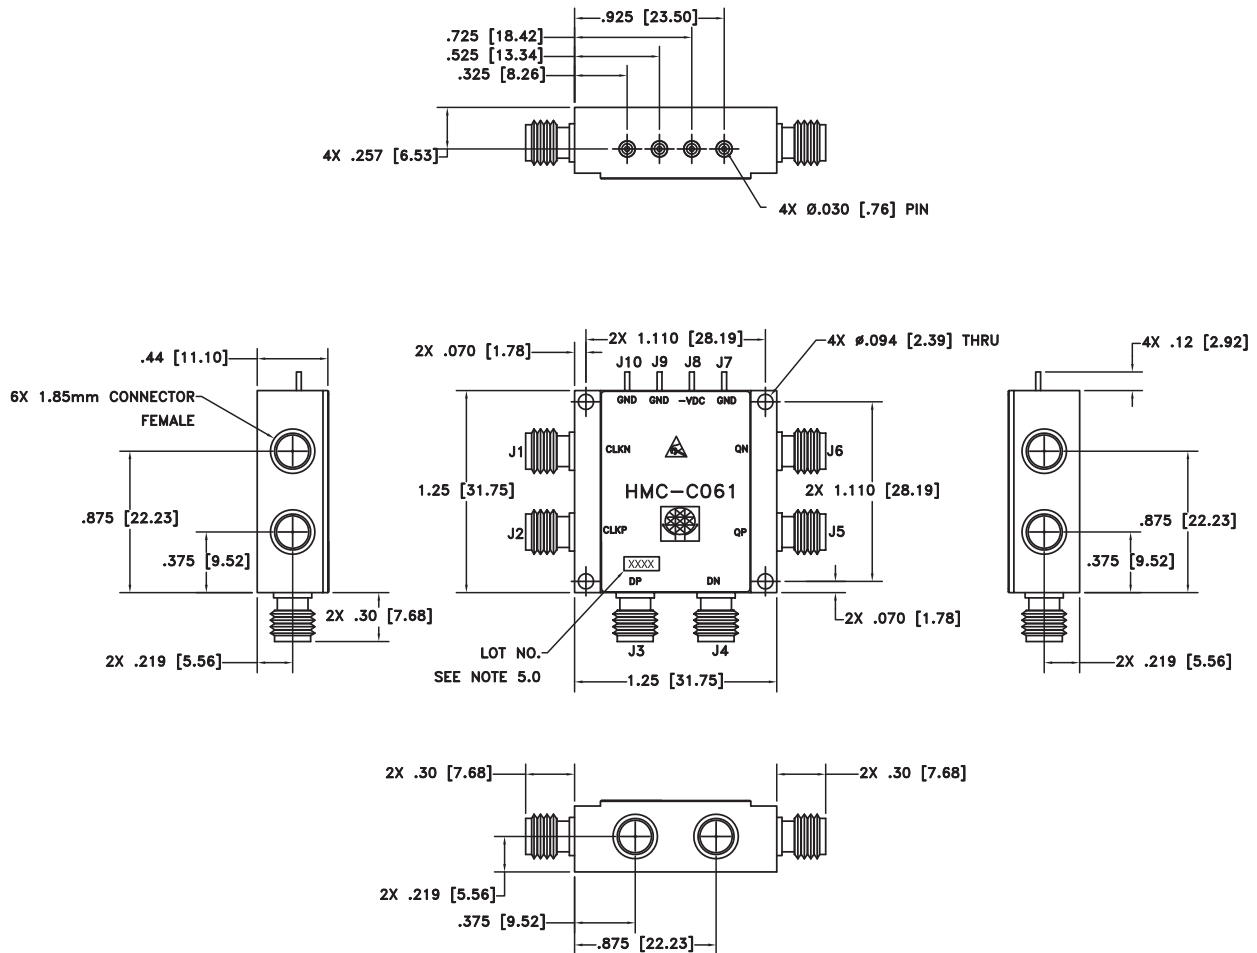 .925 [23.50]
.725 [18.42]
.525 [13.34]
.325 [8.26]
4X .257 [6.53]
4X Ø.030 [.76] PIN
.44 [11.10]
6X 1.85mm CONNECTOR
FEMALE
.875 [22.23]
.375 [9.52]
2X .30 [7.68]
2X .219 [5.56]
2X 1.110 [28.19]
2X .070 [1.78]
4X Ø.094 [2.39] THRU
J10 J9 J8 J7
GND GND -VDC GND
J1 CLKN QN J6
1.25 [31.75]
HMC-C061
2X 1.110 [28.19]
J2 CLKP QP J5
XXXX
DP DN
2X .070 [1.78]
J3 J4
LOT NO.
SEE NOTE 5.0
1.25 [31.75]
4X .12 [2.92]
.875 [22.23]
.375 [9.52]
2X .219 [5.56]
2X .30 [7.68]
2X .30 [7.68]
2X .219 [5.56]
.375 [9.52]
.875 [22.23]